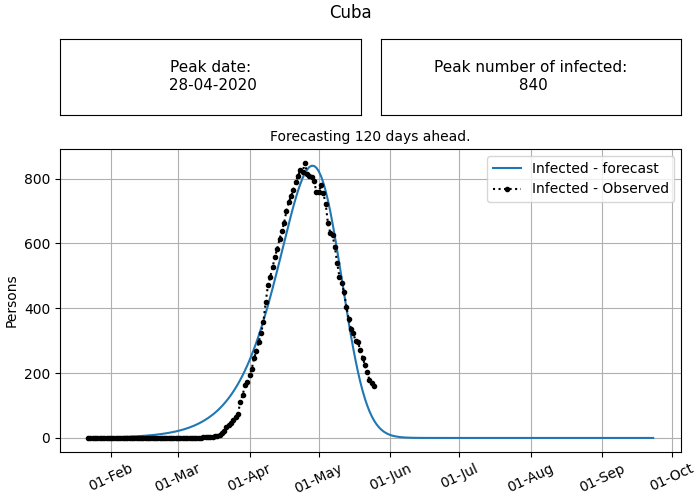 Cuba
Peak date:
28-04-2020
Peak number of infected:
840
Forecasting 120 days ahead.
Infected - forecast
Infected - Observed
Persons
800
600
400
200
0
01-Feb
01-Mar
01-Apr
01-May
01-Jun
01-Jul
01-Aug
01-Sep
01-Oct